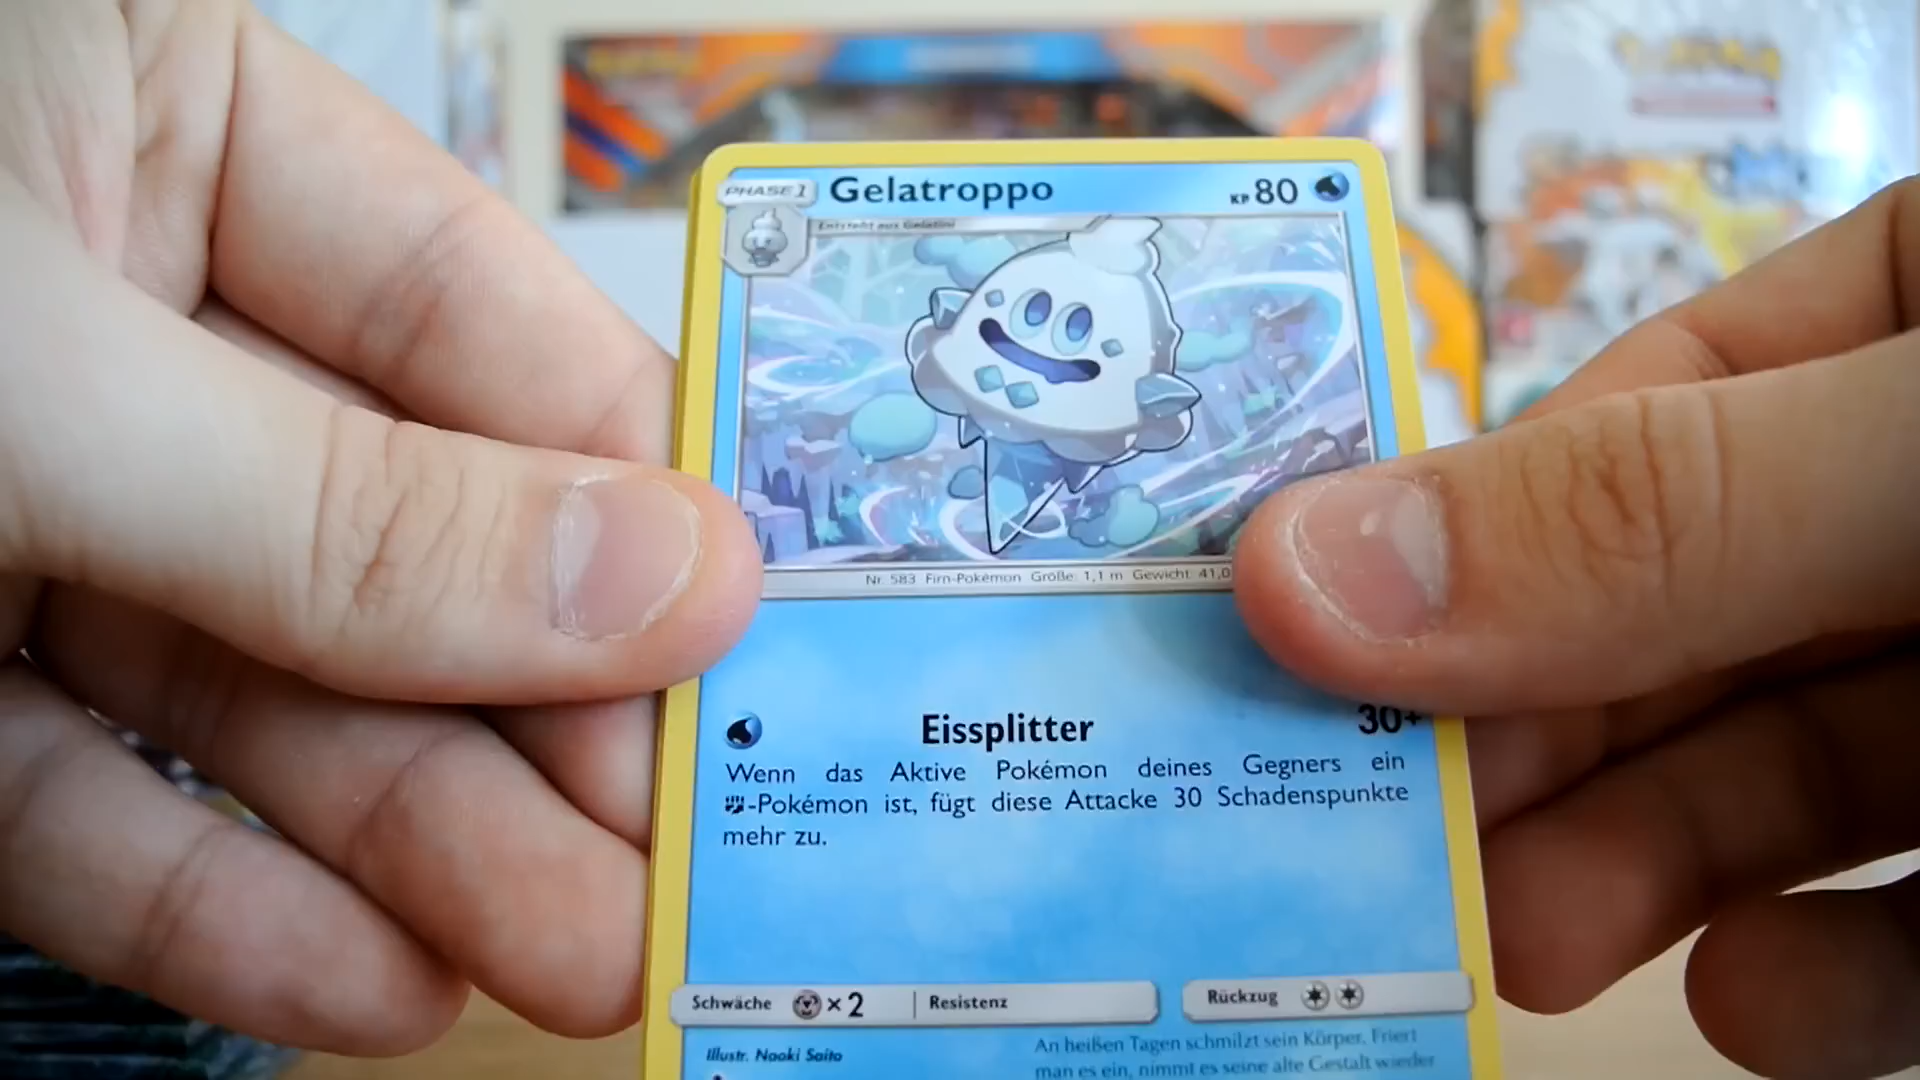 PHASE 1 Gelatroppo KP 80
Entsteht aus Gelatini
Nr. 583 Firn-Pokémon Größe: 1,1 m Gewicht: 41,0
Eissplitter 30+
Wenn das Aktive Pokémon deines Gegners ein
-Pokémon ist, fügt diese Attacke 30 Schadenspunkte
mehr zu.
Schwäche ×2 Resistenz Rückzug
Illustr. Naoki Saito
An heißen Tagen schmilzt sein Körper. Friert
man es ein, nimmt es seine alte Gestalt wieder